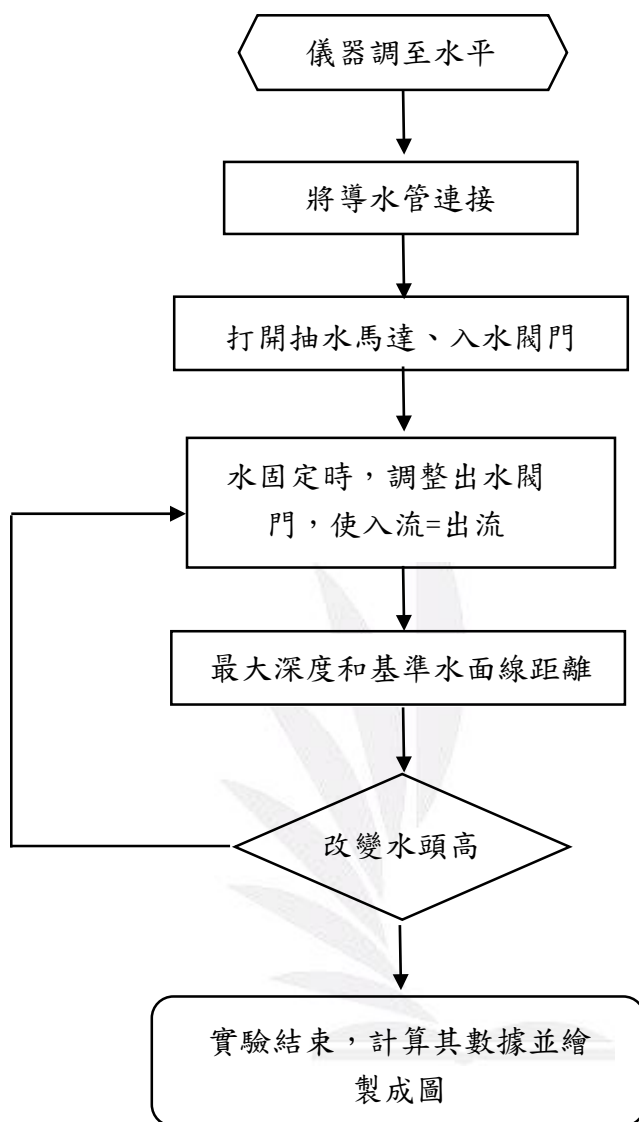 儀器調至水平
將導水管連接
打開抽水馬達、入水閥門
水固定時，調整出水閥
門，使入流=出流
最大深度和基準水面線距離
改變水頭高
實驗結束，計算其數據並繪
製成圖